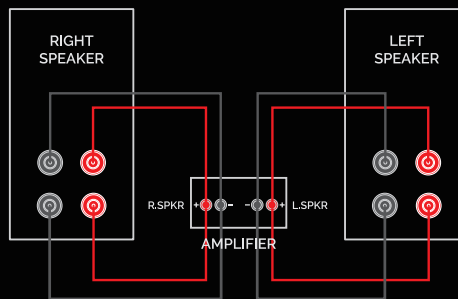 RIGHT
SPEAKER
LEFT
SPEAKER
R.SPKR + - - + L.SPKR
AMPLIFIER